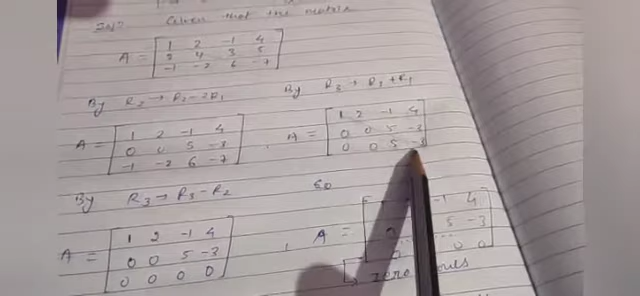 Given that the matrix
A = [ 1 2 -1 4
2 4 3 5
-1 -2 6 -7 ]
By R₂ → R₂ - 2R₁
A = [ 1 2 -1 4
0 0 5 -3
-1 -2 6 -7 ]
By R₃ → R₃ + R₁
, A = [ 1 2 -1 4
0 0 5 -3
0 0 5 -3 ]
By R₃ → R₃ - R₂
A = [ 1 2 -1 4
0 0 5 -3
0 0 0 0 ]
So
, A = [ -1 4
5 -3
0 0 ]
↳ zero